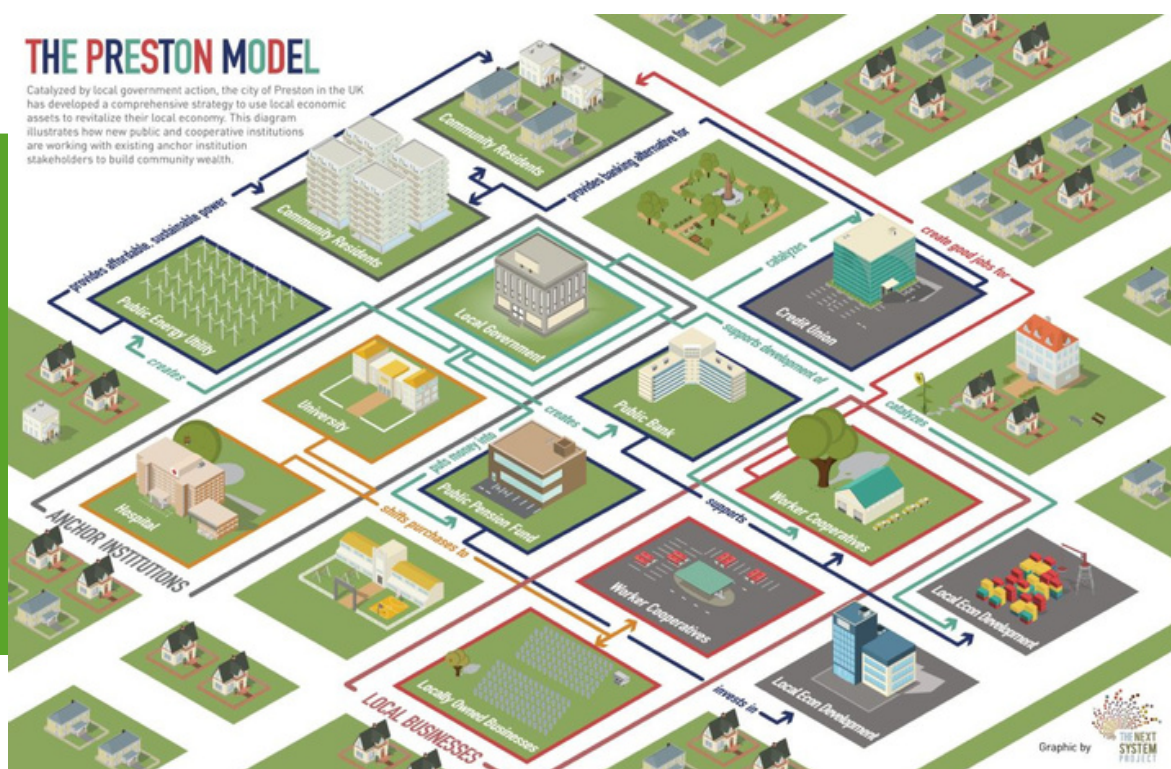 THE PRESTON MODEL
Catalyzed by local government action, the city of Preston in the UK
has developed a comprehensive strategy to use local economic
assets to revitalize their local economy. This diagram
illustrates how new public and cooperative institutions
are working with existing anchor institution
stakeholders to build community wealth.
Community Residents
Community Residents
provides banking alternative for
provides affordable, sustainable power
create good jobs for
catalyzes
Public Energy Utility
Local Government
Credit Union
creates
supports development of
University
Public Bank
catalyzes
creates
puts money into
Hospital
Public Pension Fund
supports
Worker Cooperatives
ANCHOR INSTITUTIONS
shifts purchases to
Worker Cooperatives
Local Econ Development
Locally Owned Businesses
Local Econ Development
invests in
LOCAL BUSINESSES
Graphic by
THE NEXT
SYSTEM
PROJECT